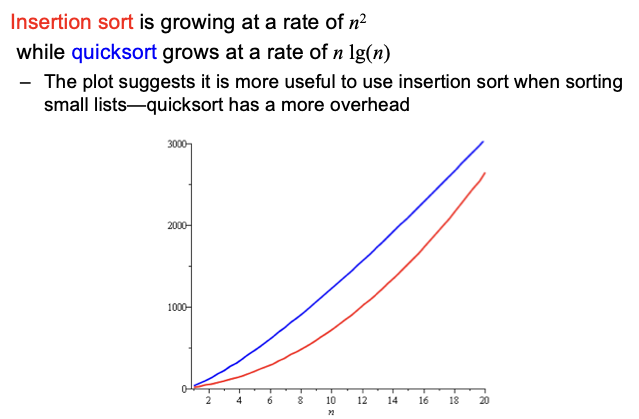 Insertion sort is growing at a rate of n²
while quicksort grows at a rate of n lg(n)
– The plot suggests it is more useful to use insertion sort when sorting
small lists—quicksort has a more overhead
3000
2000
1000
0
2 4 6 8 10 12 14 16 18 20
n